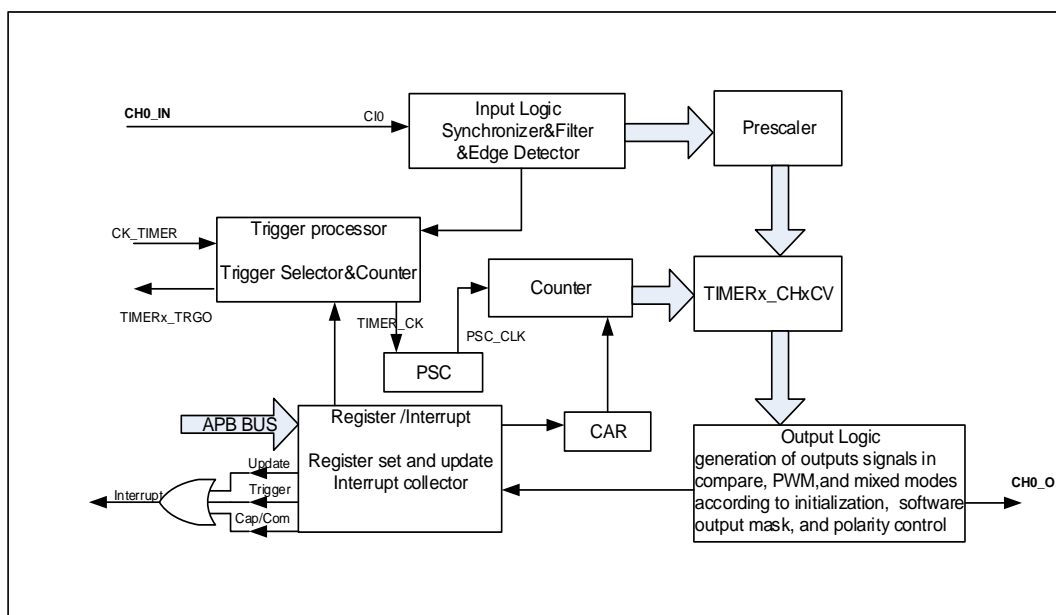 CH0_IN
CI0
Input Logic
Synchronizer&Filter
&Edge Detector
Prescaler
CK_TIMER
TIMERx_TRGO
Trigger processor
Trigger Selector&Counter
TIMER_CK
PSC
PSC_CLK
Counter
TIMERx_CHxCV
APB BUS
Register /Interrupt
Register set and update
Interrupt collector
CAR
Update
Trigger
Cap/Com
Interrupt
Output Logic
generation of outputs signals in
compare, PWM,and mixed modes
according to initialization, software
output mask, and polarity control
CH0_O